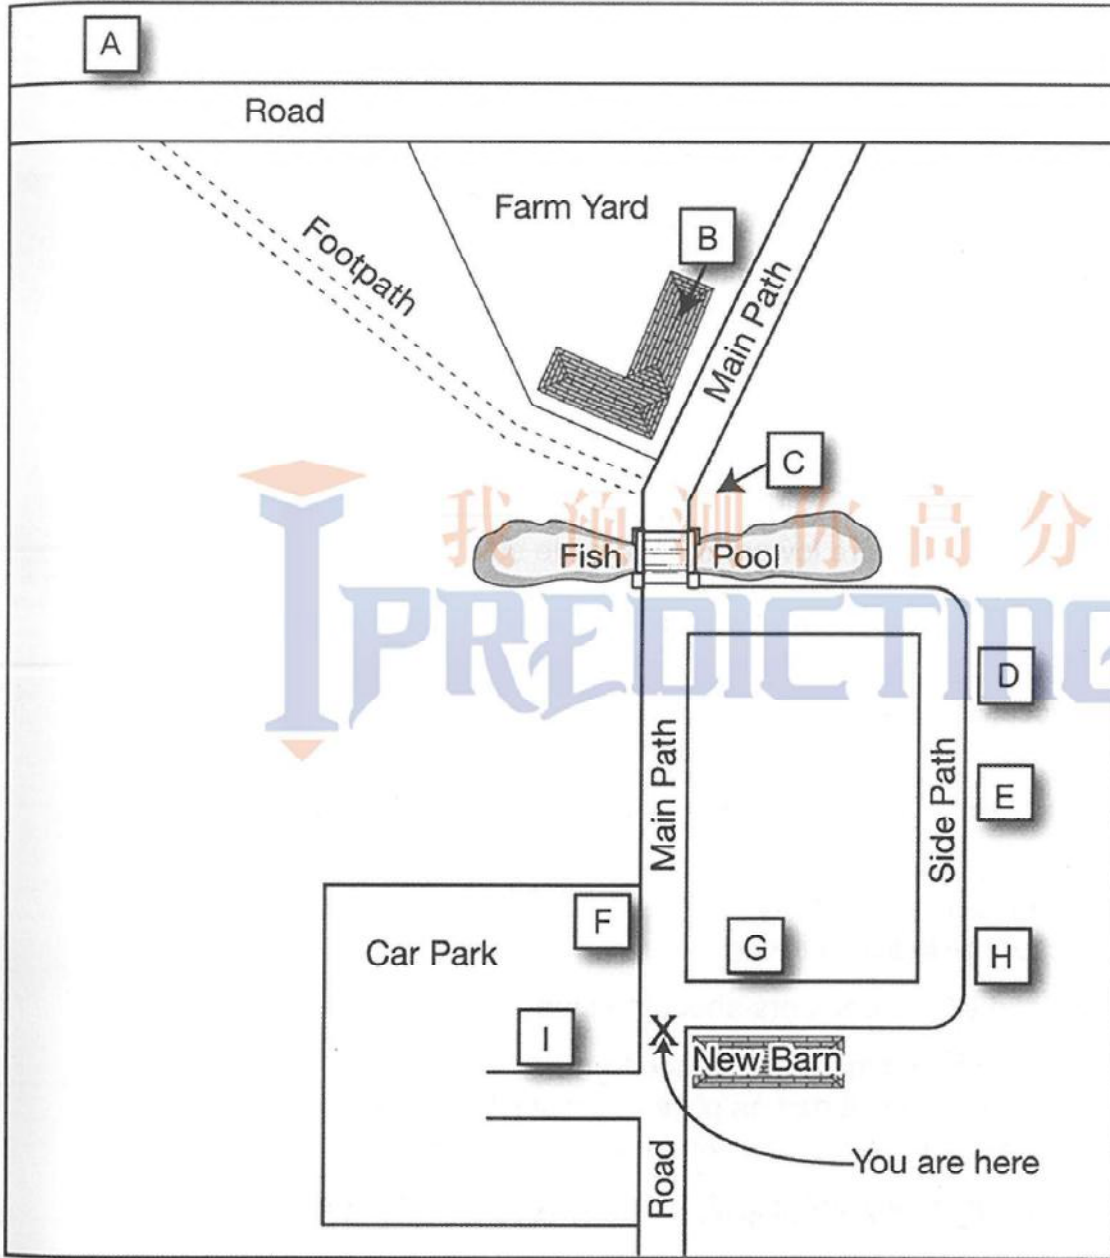 A
Road
Farm Yard
B
Footpath
Main Path
C
我 预 测 你 高 分
Fish
Pool
IPREDICTING
D
Main Path
Side Path
E
F
Car Park
G
H
I
X
New Barn
You are here
Road